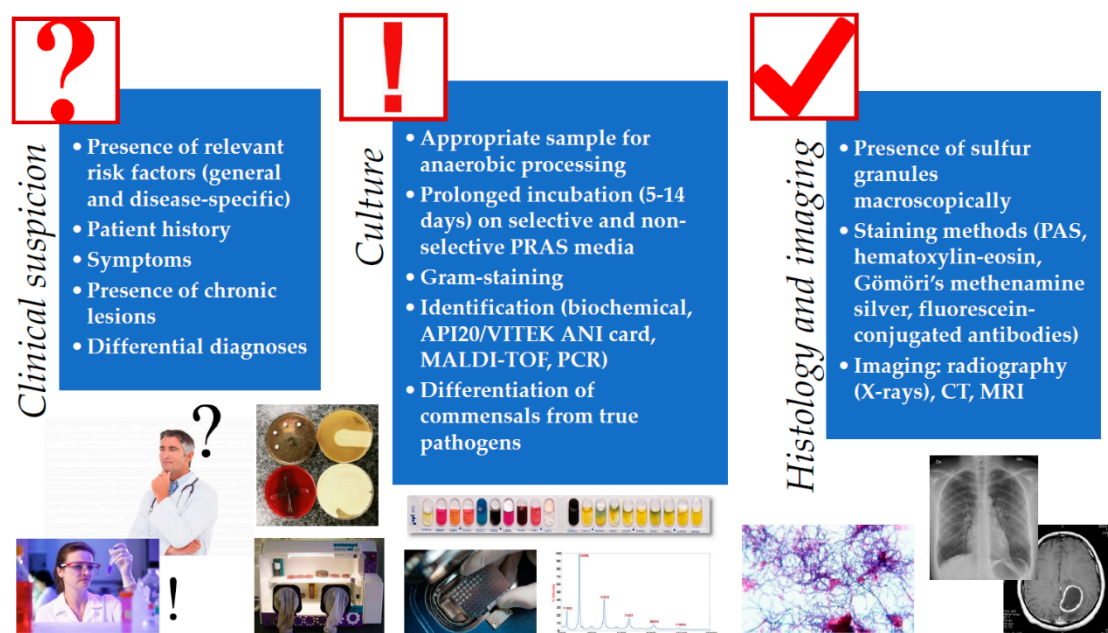 ?
Clinical suspicion
• Presence of relevant
risk factors (general
and disease-specific)
• Patient history
• Symptoms
• Presence of chronic
lesions
• Differential diagnoses
!
Culture
• Appropriate sample for
anaerobic processing
• Prolonged incubation (5-14
days) on selective and non-
selective PRAS media
• Gram-staining
• Identification (biochemical,
API20/VITEK ANI card,
MALDI-TOF, PCR)
• Differentiation of
commensals from true
pathogens
Histology and imaging
• Presence of sulfur
granules
macroscopically
• Staining methods (PAS,
hematoxylin-eosin,
Gömöri’s methenamine
silver, fluorescein-
conjugated antibodies)
• Imaging: radiography
(X-rays), CT, MRI
?
!